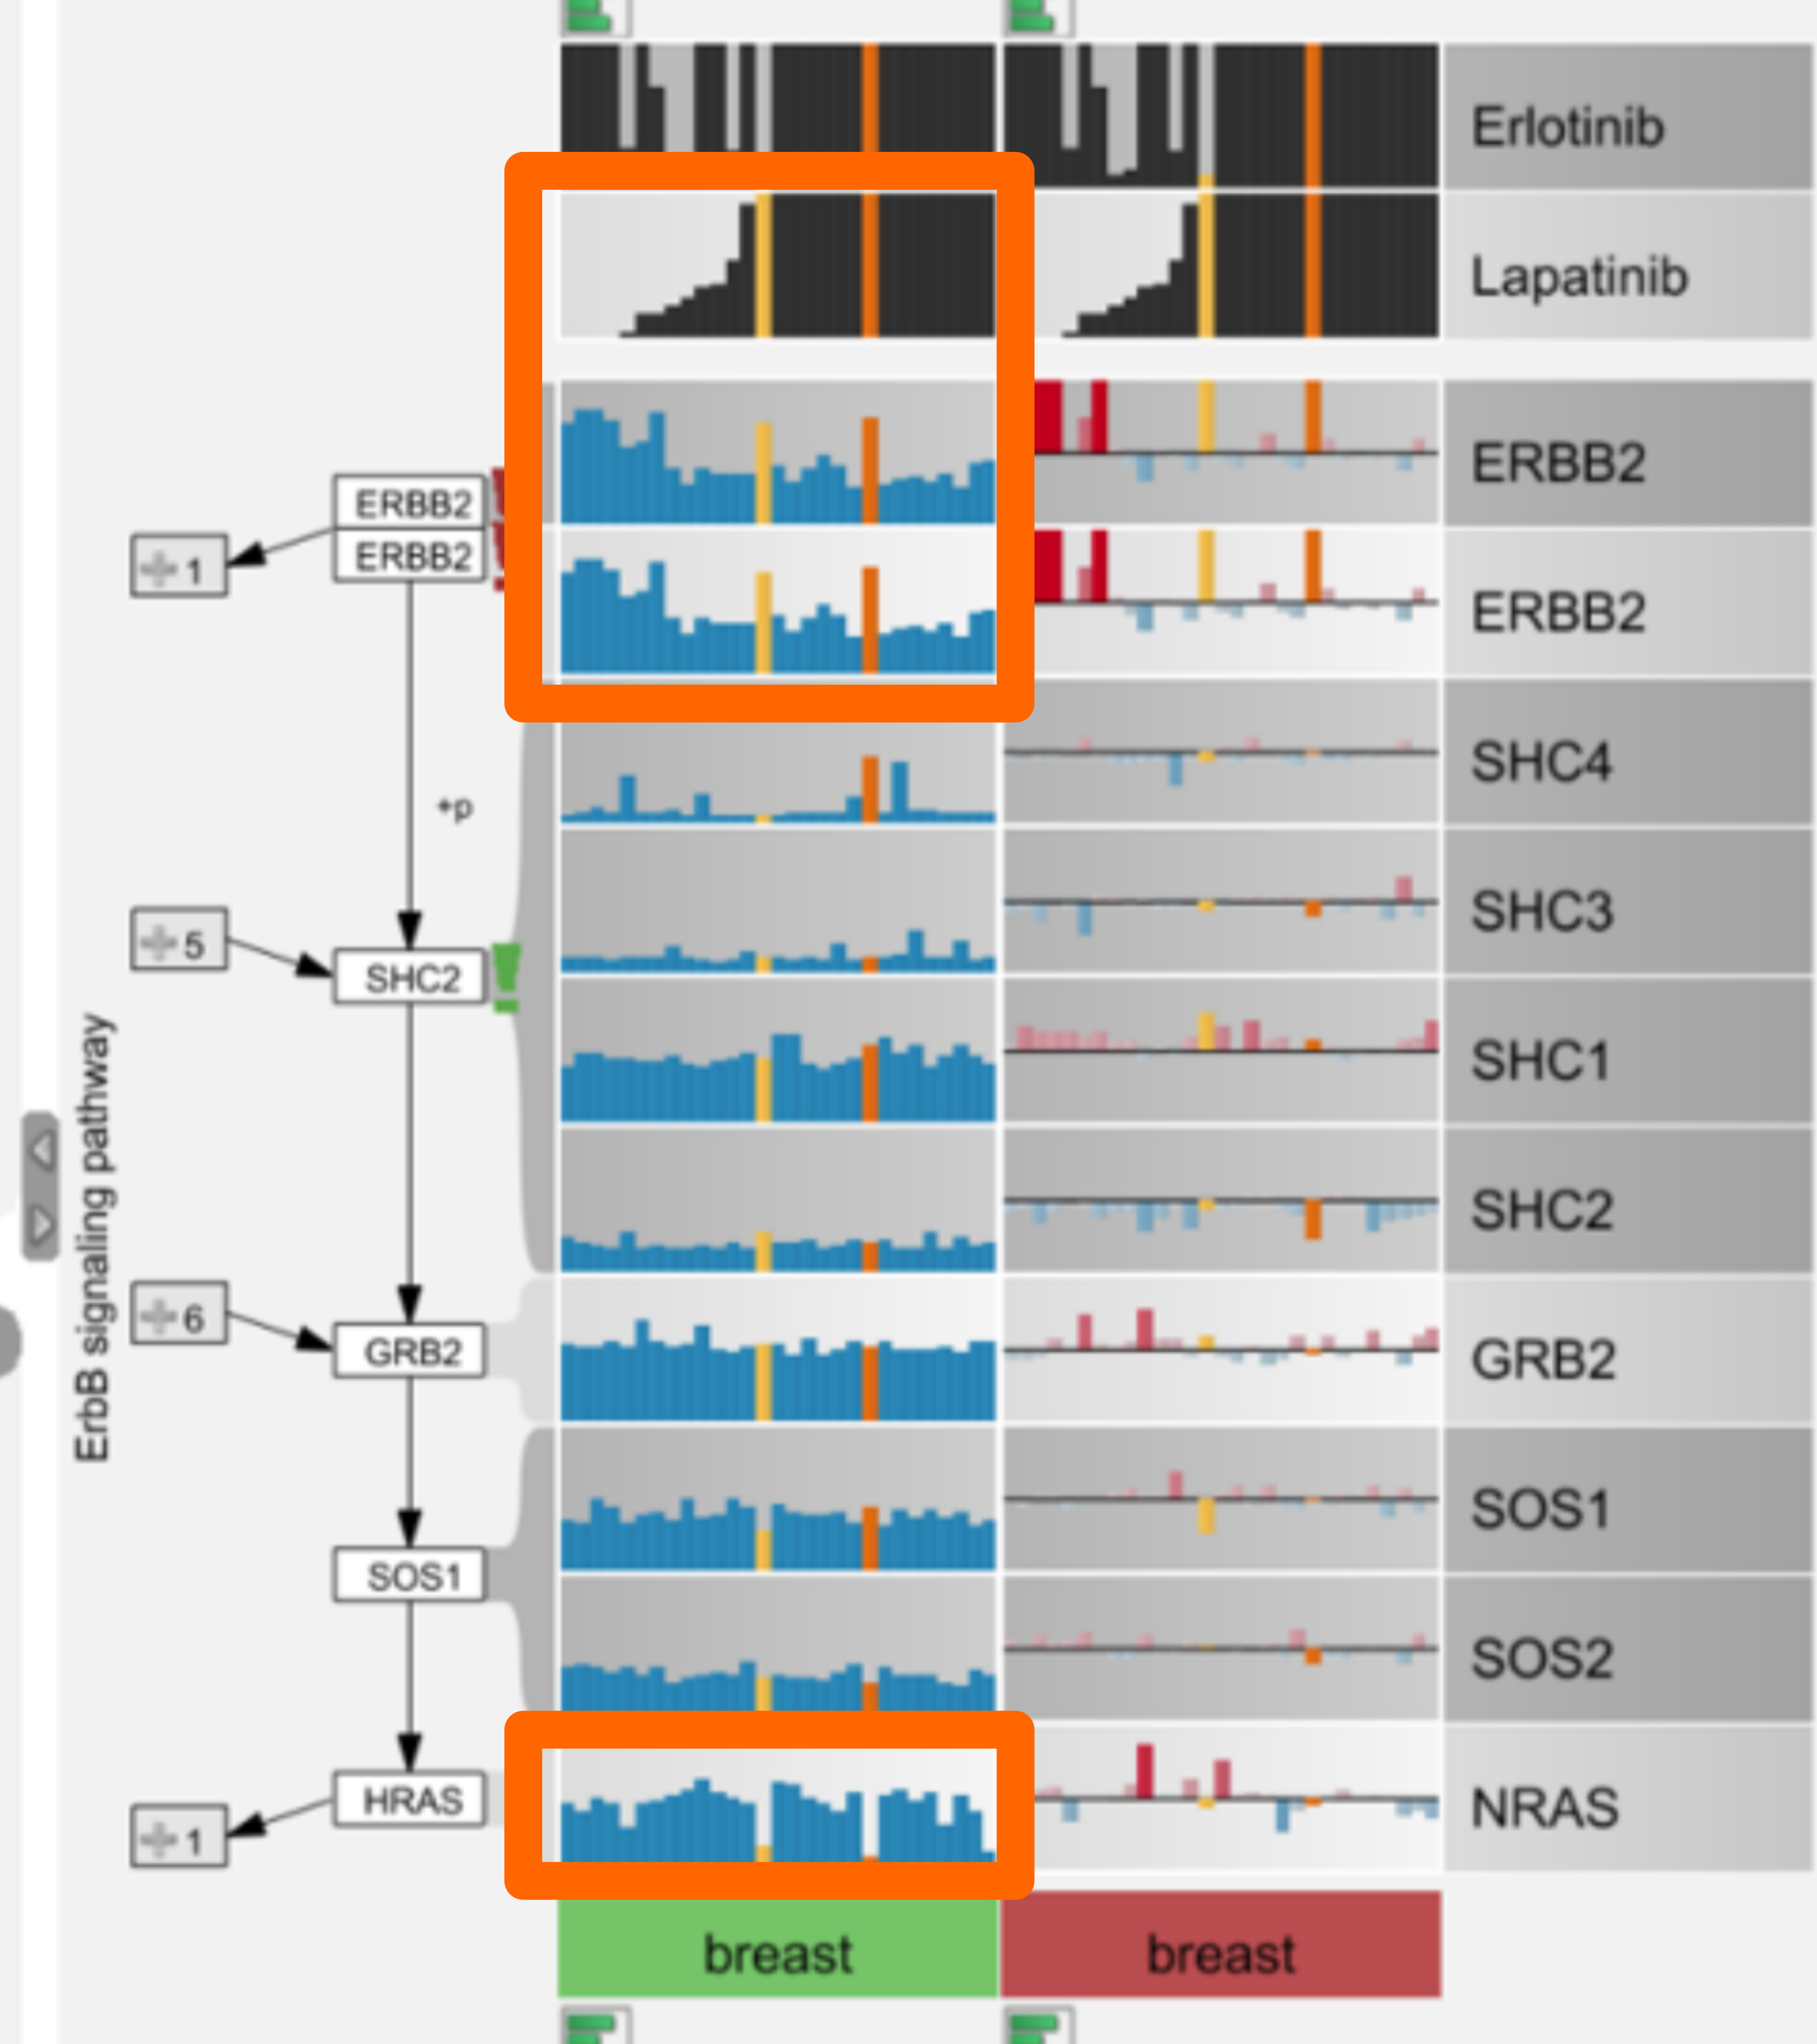 Erlotinib
Lapatinib
ERBB2
ERBB2
ERBB2
ERBB2
1
SHC4
+p
SHC3
5
SHC2
SHC1
SHC2
ErbB signaling pathway
6
GRB2
GRB2
SOS1
SOS1
SOS2
HRAS
NRAS
1
breast
breast